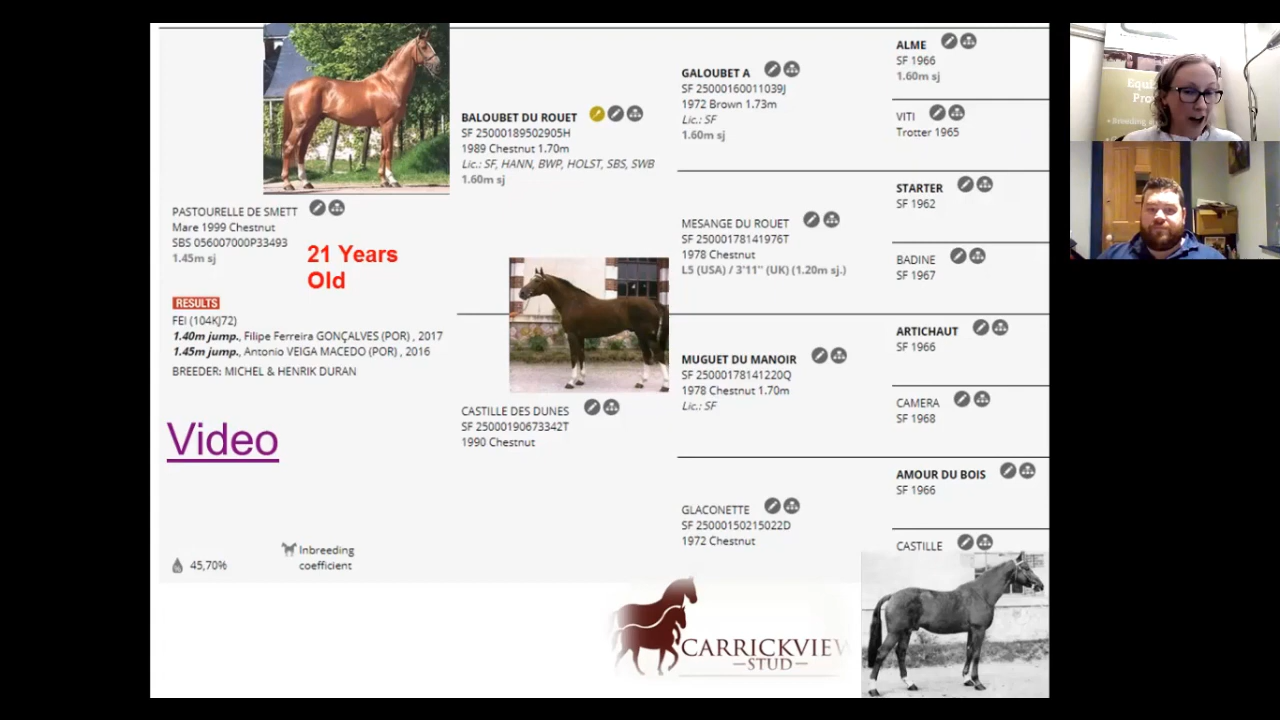 PASTOURELLE DE SMETT
Mare 1999 Chestnut
SBS 056007000P33493
1.45m sj
21 Years
Old
RESULTS
FEI (104KJ72)
1.40m jump., Filipe Ferreira GONÇALVES (POR) , 2017
1.45m jump., Antonio VEIGA MACEDO (POR) , 2016
BREEDER: MICHEL & HENRIK DURAN
Video
45,70%
Inbreeding
coefficient
BALOUBET DU ROUET
SF 25000189502905H
1989 Chestnut 1.70m
Lic.: SF, HANN, BWP, HOLST, SBS, SWB
1.60m sj
CASTILLE DES DUNES
SF 25000190673342T
1990 Chestnut
GALOUBET A
SF 25000160011039J
1972 Brown 1.73m
Lic.: SF
1.60m sj
MESANGE DU ROUET
SF 25000178141976T
1978 Chestnut
L5 (USA) / 3'11" (UK) (1.20m sj.)
MUGUET DU MANOIR
SF 25000178141220Q
1978 Chestnut 1.70m
Lic.: SF
GLACONETTE
SF 25000150215022D
1972 Chestnut
ALME
SF 1966
1.60m sj
VITI
Trotter 1965
STARTER
SF 1962
BADINE
SF 1967
ARTICHAUT
SF 1966
CAMERA
SF 1968
AMOUR DU BOIS
SF 1966
CASTILLE
CARRICKVIEW
—STUD—